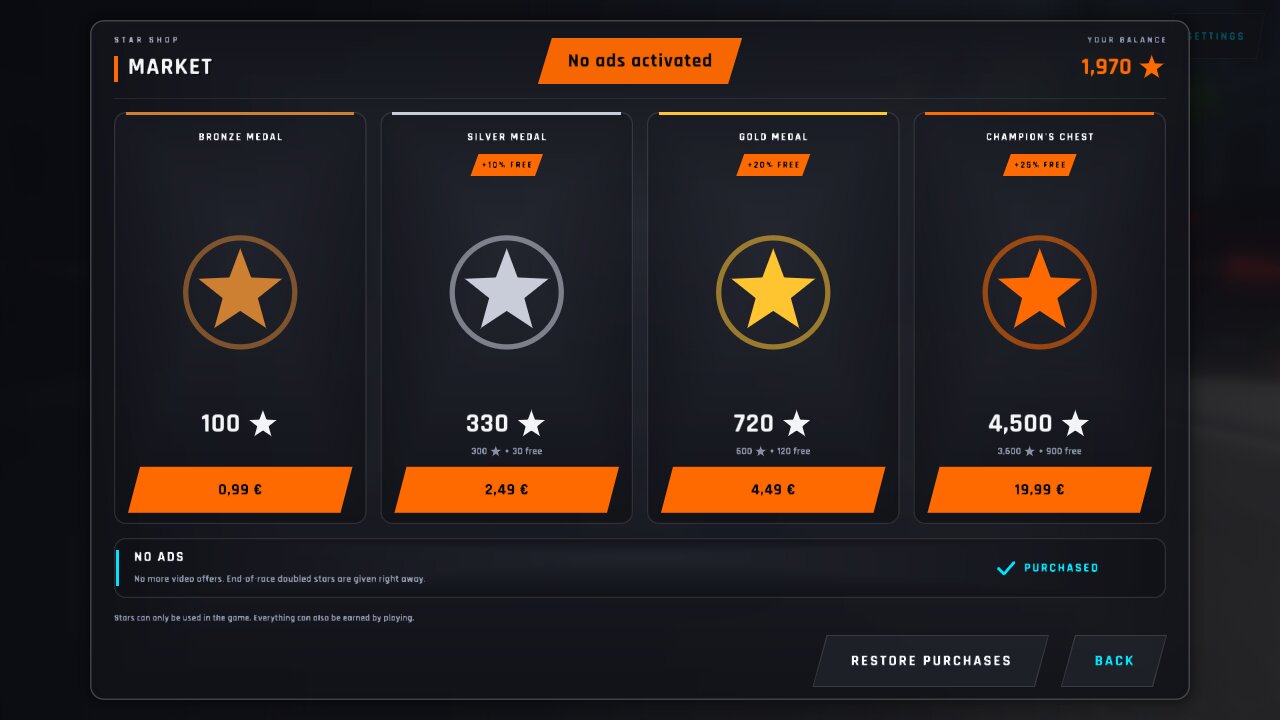 STAR SHOP
MARKET
No ads activated
YOUR BALANCE
1,970
SETTINGS
BRONZE MEDAL
100
0,99 €
SILVER MEDAL
+10% FREE
330
300 ★ + 30 free
2,49 €
GOLD MEDAL
+20% FREE
720
600 ★ + 120 free
4,49 €
CHAMPION'S CHEST
+25% FREE
4,500
3,600 ★ + 900 free
19,99 €
NO ADS
No more video offers. End-of-race doubled stars are given right away.
PURCHASED
Stars can only be used in the game. Everything can also be earned by playing.
RESTORE PURCHASES
BACK